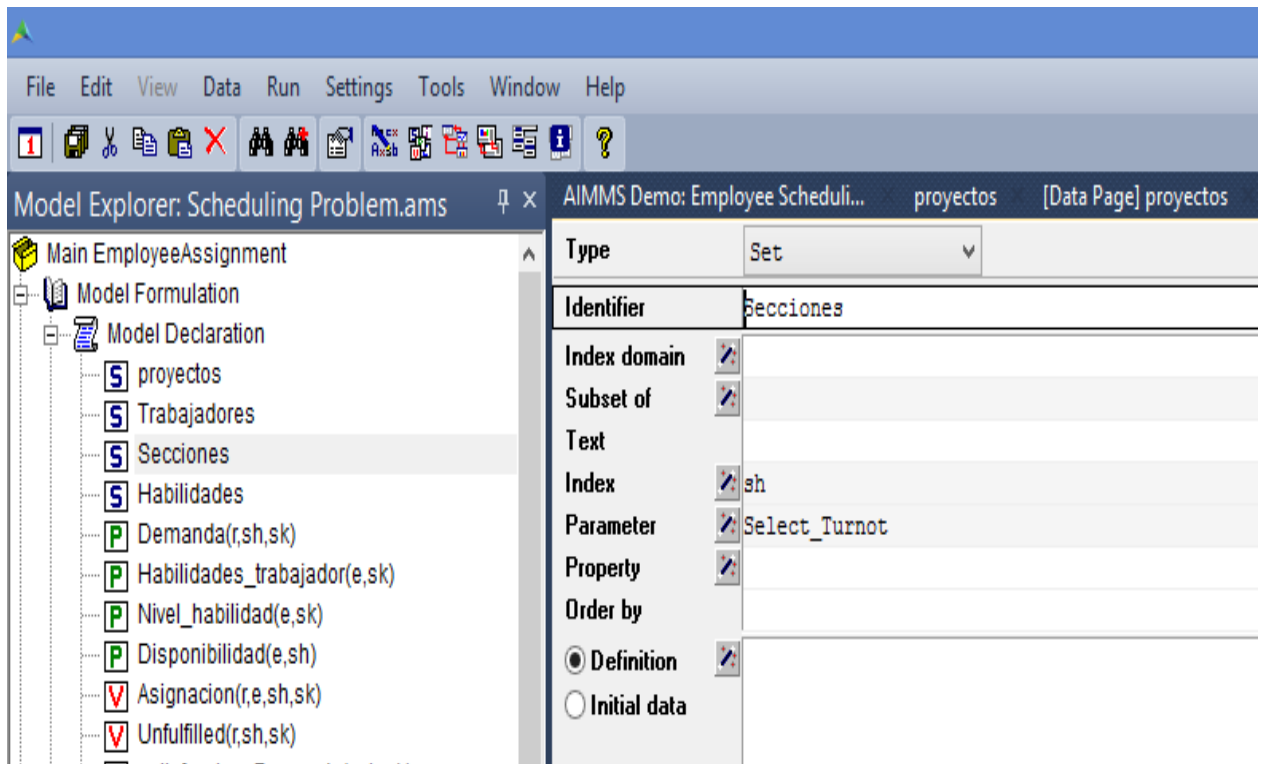 File Edit View Data Run Settings Tools Window Help
Model Explorer: Scheduling Problem.ams
AIMMS Demo: Employee Scheduli... proyectos [Data Page] proyectos
Main EmployeeAssignment
Model Formulation
Model Declaration
S proyectos
S Trabajadores
S Secciones
S Habilidades
P Demanda(r,sh,sk)
P Habilidades_trabajador(e,sk)
P Nivel_habilidad(e,sk)
P Disponibilidad(e,sh)
V Asignacion(r,e,sh,sk)
V Unfulfilled(r,sh,sk)
Type Set
Identifier Secciones
Index domain
Subset of
Text
Index sh
Parameter Select_Turnot
Property
Order by
Definition
Initial data